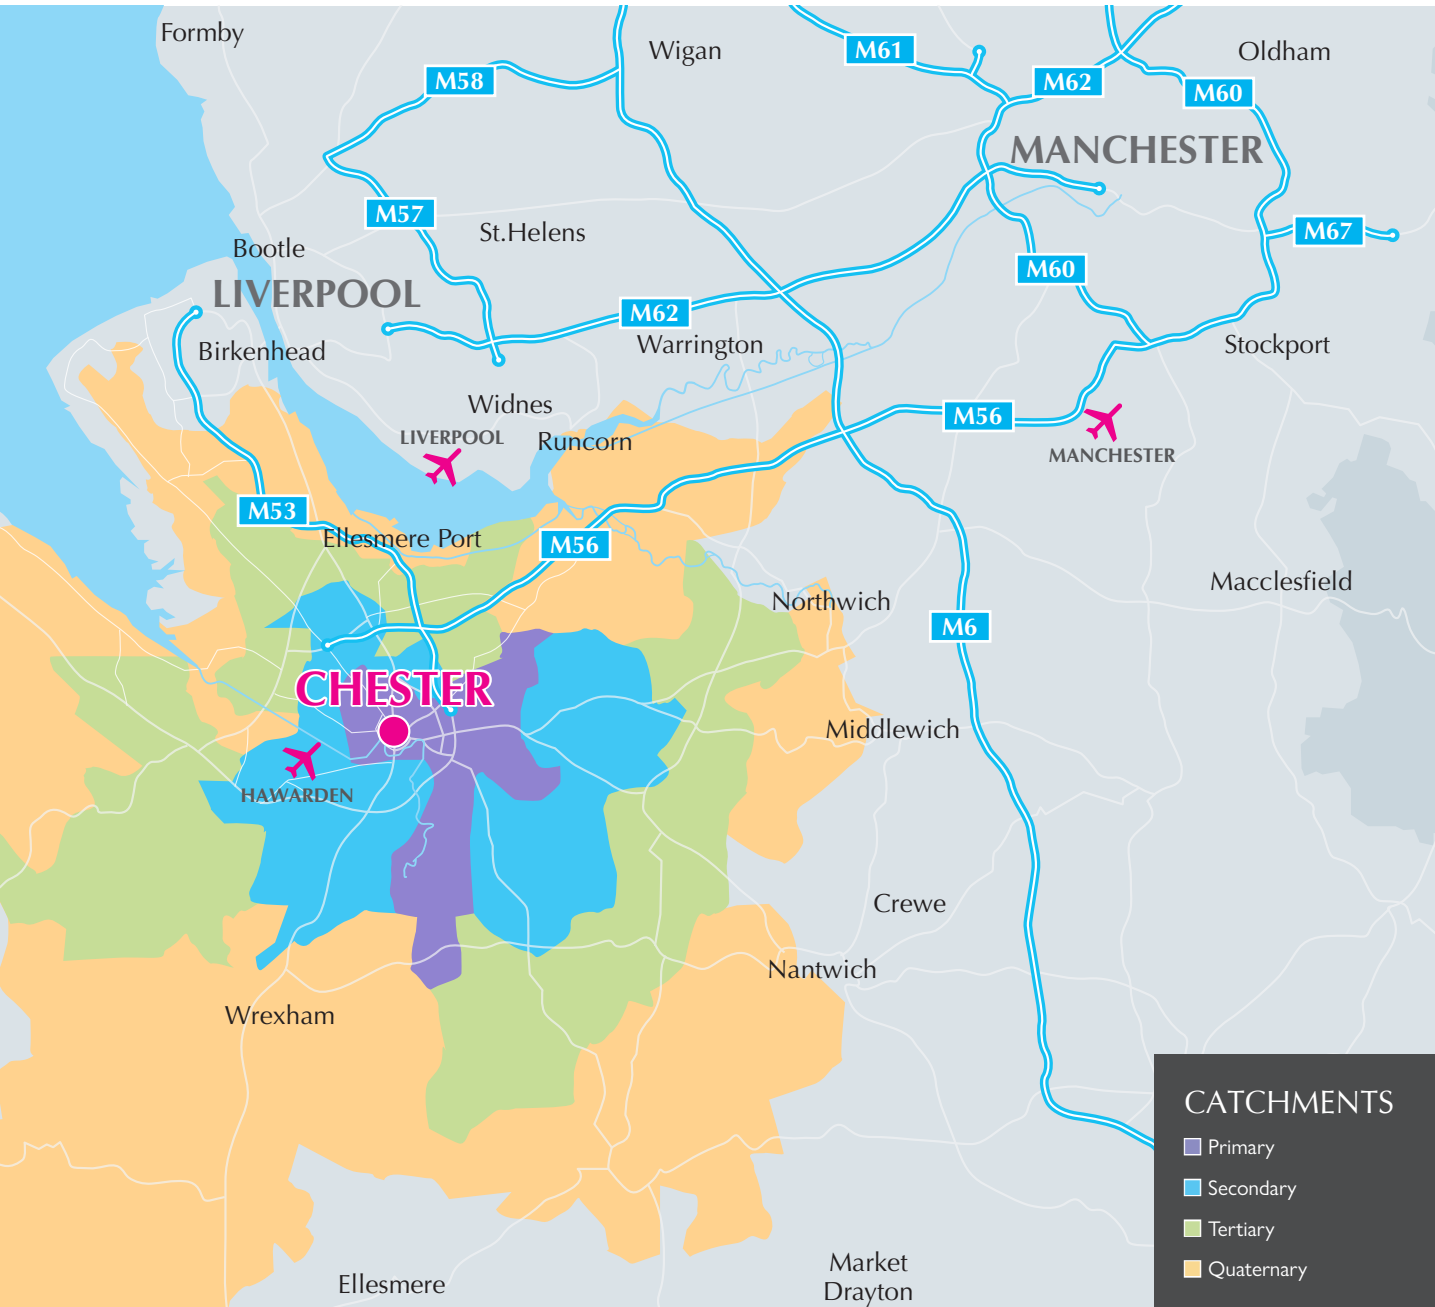 Formby
Wigan
M61
Oldham
M58
M62
M60
MANCHESTER
M57
St.Helens
M67
Bootle
M60
LIVERPOOL
M62
Birkenhead
Warrington
Stockport
Widnes
M56
LIVERPOOL
Runcorn
MANCHESTER
M53
Ellesmere Port
M56
Macclesfield
Northwich
M6
CHESTER
Middlewich
HAWARDEN
Crewe
Nantwich
Wrexham
CATCHMENTS
Primary
Secondary
Tertiary
Quaternary
Market
Drayton
Ellesmere